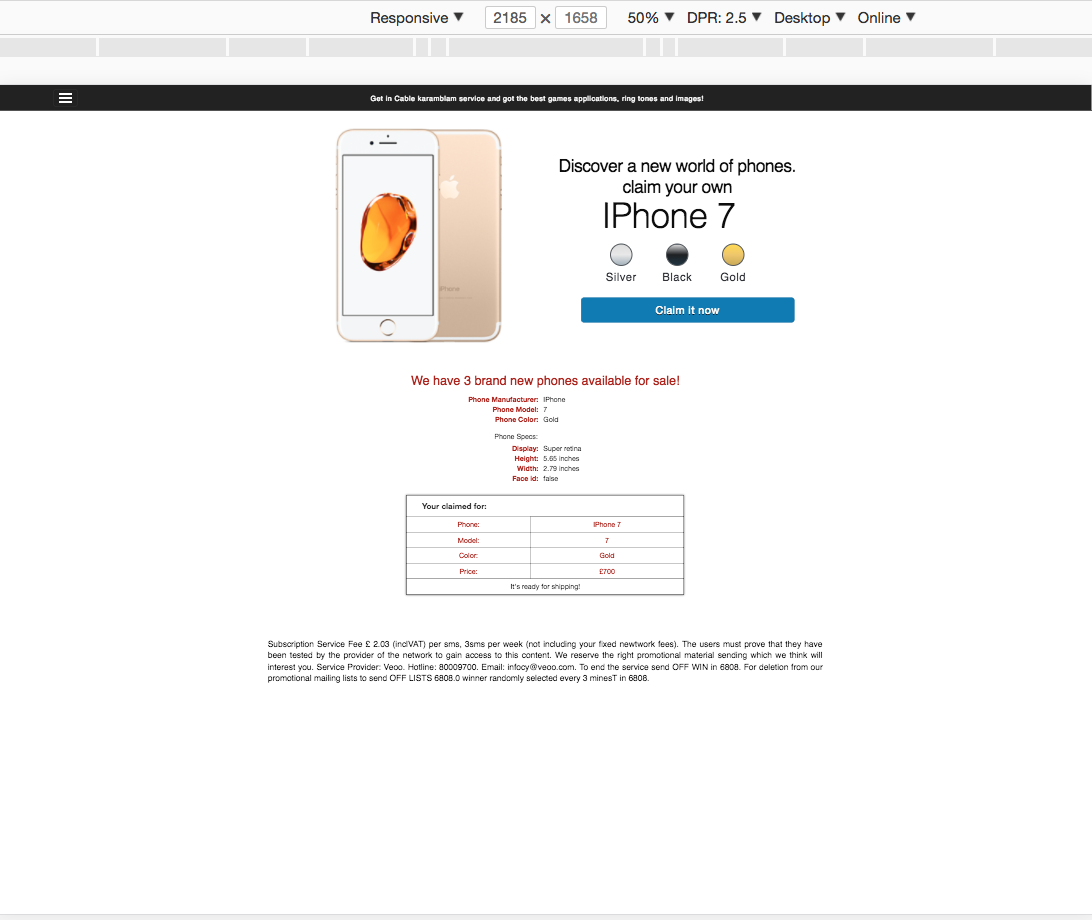 Responsive ▼ 2185 × 1658 50% ▼ DPR: 2.5 ▼ Desktop ▼ Online ▼
Get in Cable karamblam service and got the best games applications, ring tones and images!
Discover a new world of phones.
claim your own
IPhone 7
Silver Black Gold
Claim it now
iPhone
We have 3 brand new phones available for sale!
Phone Manufacturer: IPhone
Phone Model: 7
Phone Color: Gold
Phone Specs:
Display: Super retina
Height: 5.65 inches
Width: 2.79 inches
Face id: false
Your claimed for:
Phone: IPhone 7
Model: 7
Color: Gold
Price: £700
It's ready for shipping!
Subscription Service Fee £ 2.03 (inclVAT) per sms, 3sms per week (not including your fixed newtwork fees). The users must prove that they have
been tested by the provider of the network to gain access to this content. We reserve the right promotional material sending which we think will
interest you. Service Provider: Veoo. Hotline: 80009700. Email: infocy@veoo.com. To end the service send OFF WIN in 6808. For deletion from our
promotional mailing lists to send OFF LISTS 6808.0 winner randomly selected every 3 minesT in 6808.